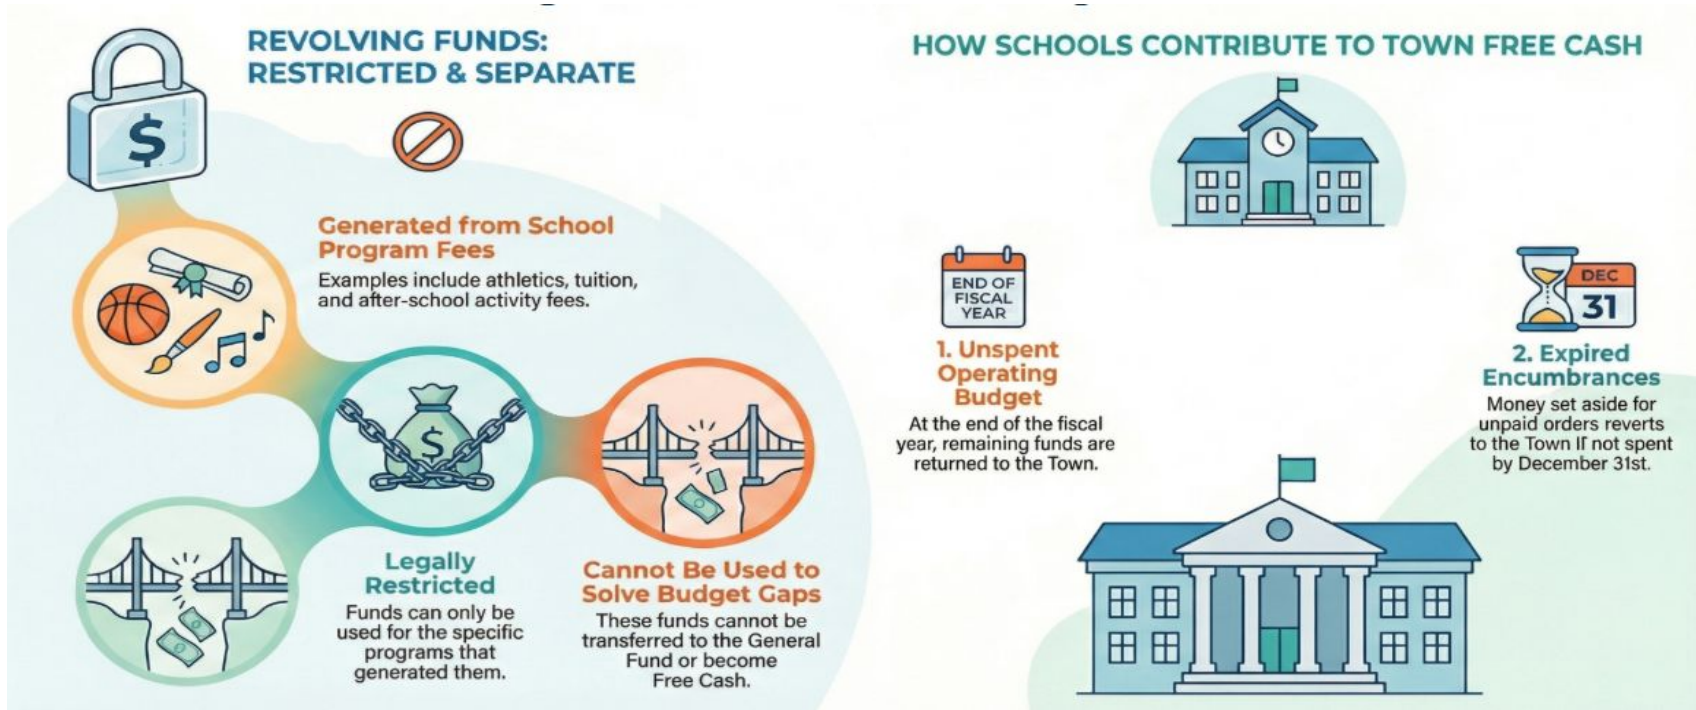 REVOLVING FUNDS:
RESTRICTED & SEPARATE
$
Generated from School
Program Fees
Examples include athletics, tuition,
and after-school activity fees.
$
Legally
Restricted
Funds can only be
used for the specific
programs that
generated them.
Cannot Be Used to
Solve Budget Gaps
These funds cannot be
transferred to the General
Fund or become
Free Cash.
HOW SCHOOLS CONTRIBUTE TO TOWN FREE CASH
END OF
FISCAL
YEAR
1. Unspent
Operating
Budget
At the end of the fiscal
year, remaining funds are
returned to the Town.
DEC
31
2. Expired
Encumbrances
Money set aside for
unpaid orders reverts
to the Town If not spent
by December 31st.